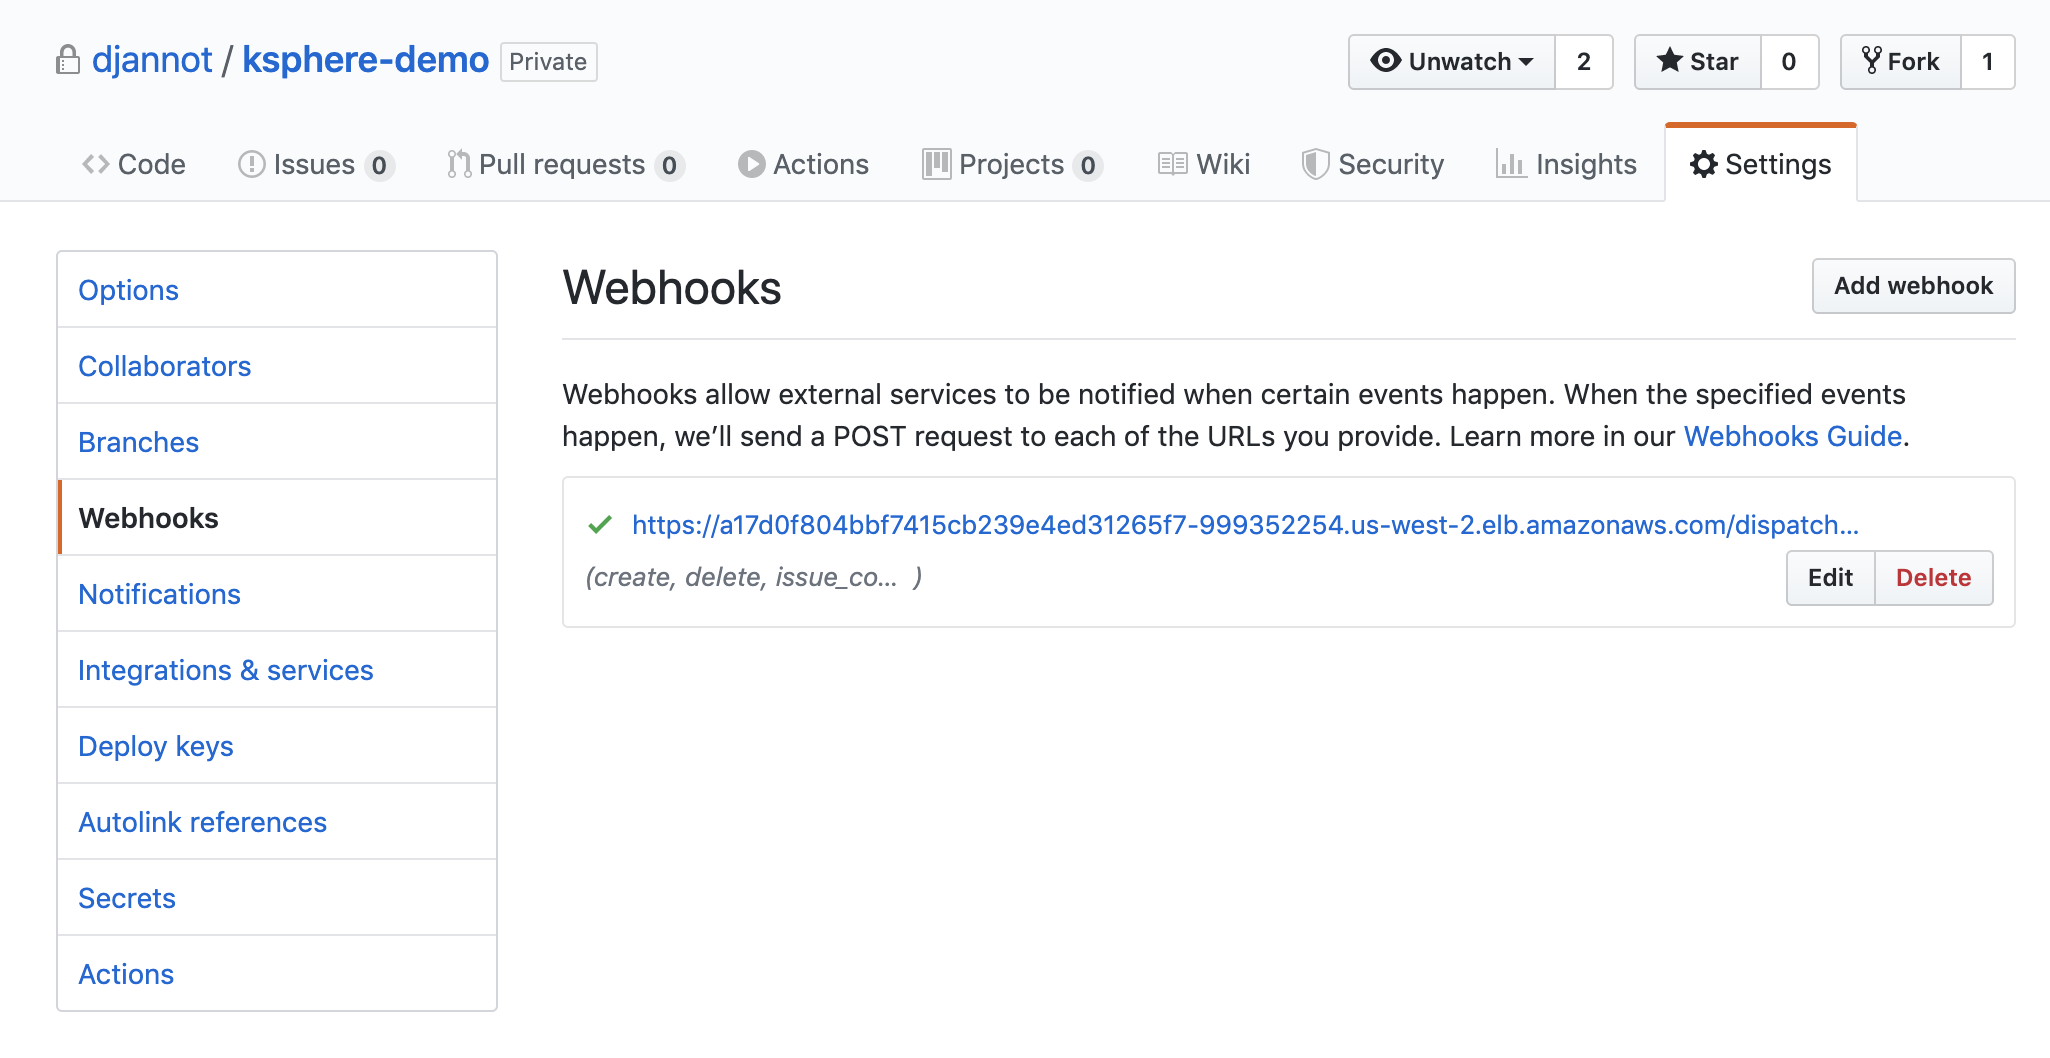 djannot / ksphere-demo Private
Unwatch 2 Star 0 Fork 1
Code Issues 0 Pull requests 0 Actions Projects 0 Wiki Security Insights Settings
Options
Collaborators
Branches
Webhooks
Notifications
Integrations & services
Deploy keys
Autolink references
Secrets
Actions
Webhooks
Add webhook
Webhooks allow external services to be notified when certain events happen. When the specified events
happen, we’ll send a POST request to each of the URLs you provide. Learn more in our Webhooks Guide.
https://a17d0f804bbf7415cb239e4ed31265f7-999352254.us-west-2.elb.amazonaws.com/dispatch...
(create, delete, issue_co... )
Edit Delete